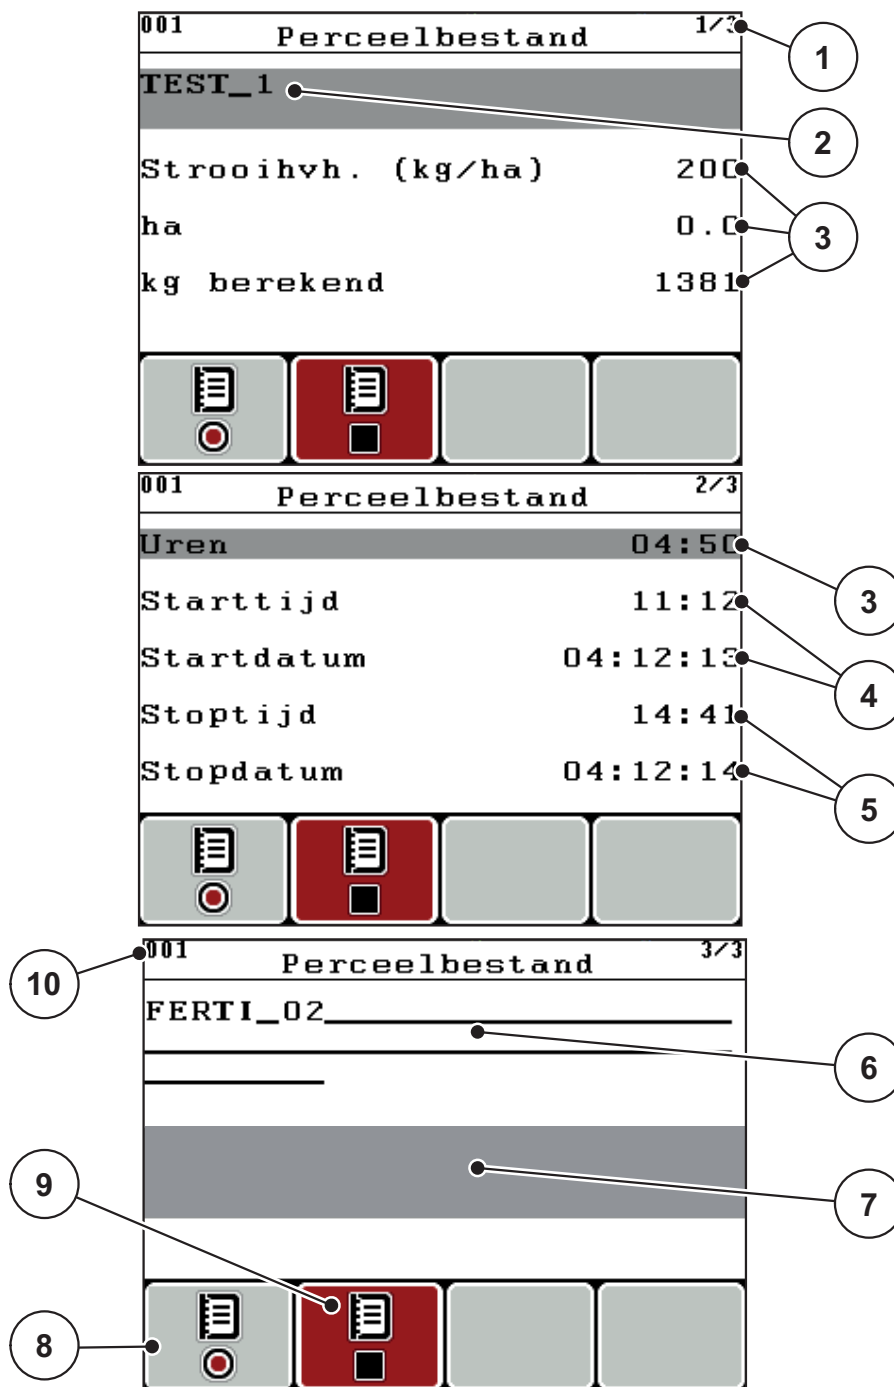 001 Perceelbestand 1/3
1
TEST_1
2
Strooihvh. (kg/ha) 200
ha 0.0
3
kg berekend 1381
001 Perceelbestand 2/3
Uren 04:50
3
Starttijd 11:12
Startdatum 04:12:13
4
Stoptijd 14:41
Stopdatum 04:12:14
5
001 Perceelbestand 3/3
10
FERTI_02
6
7
9
8